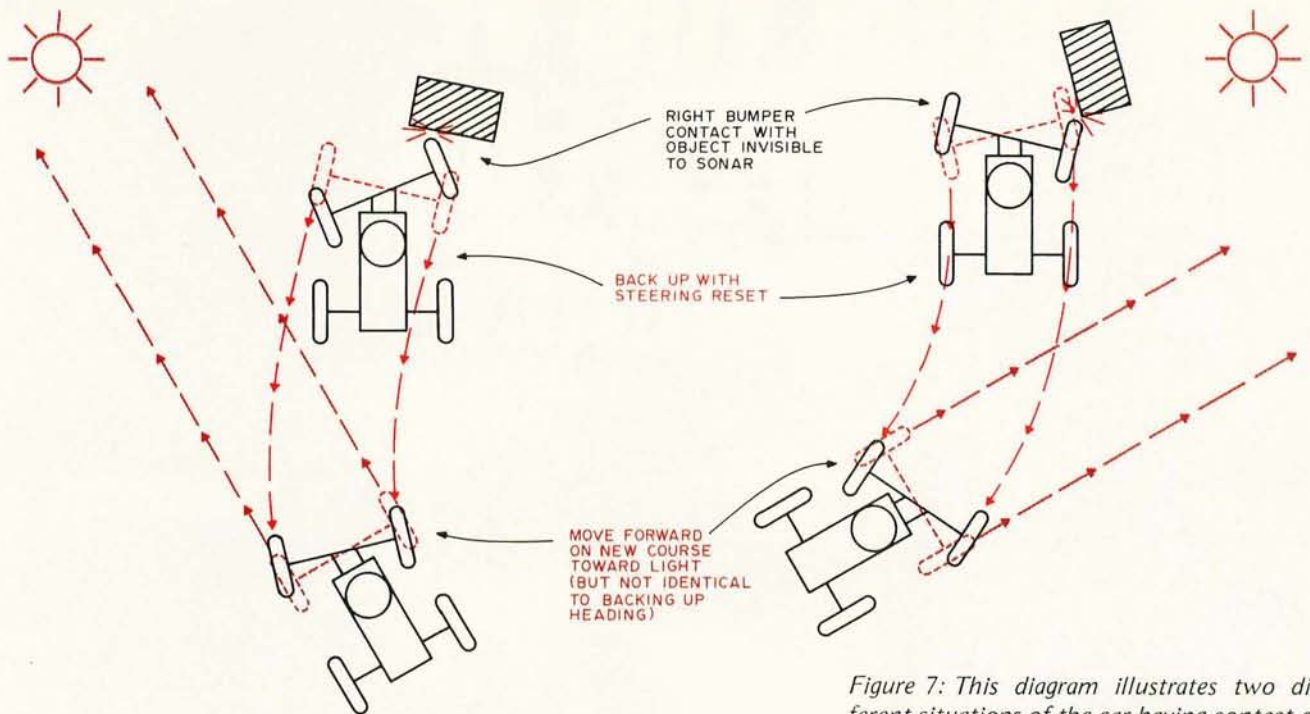 RIGHT BUMPER
CONTACT WITH
OBJECT INVISIBLE
TO SONAR
BACK UP WITH
STEERING RESET
MOVE FORWARD
ON NEW COURSE
TOWARD LIGHT
(BUT NOT IDENTICAL
TO BACKING UP
HEADING)
Figure 7: This diagram illustrates two di
ferent situations of the car having contact